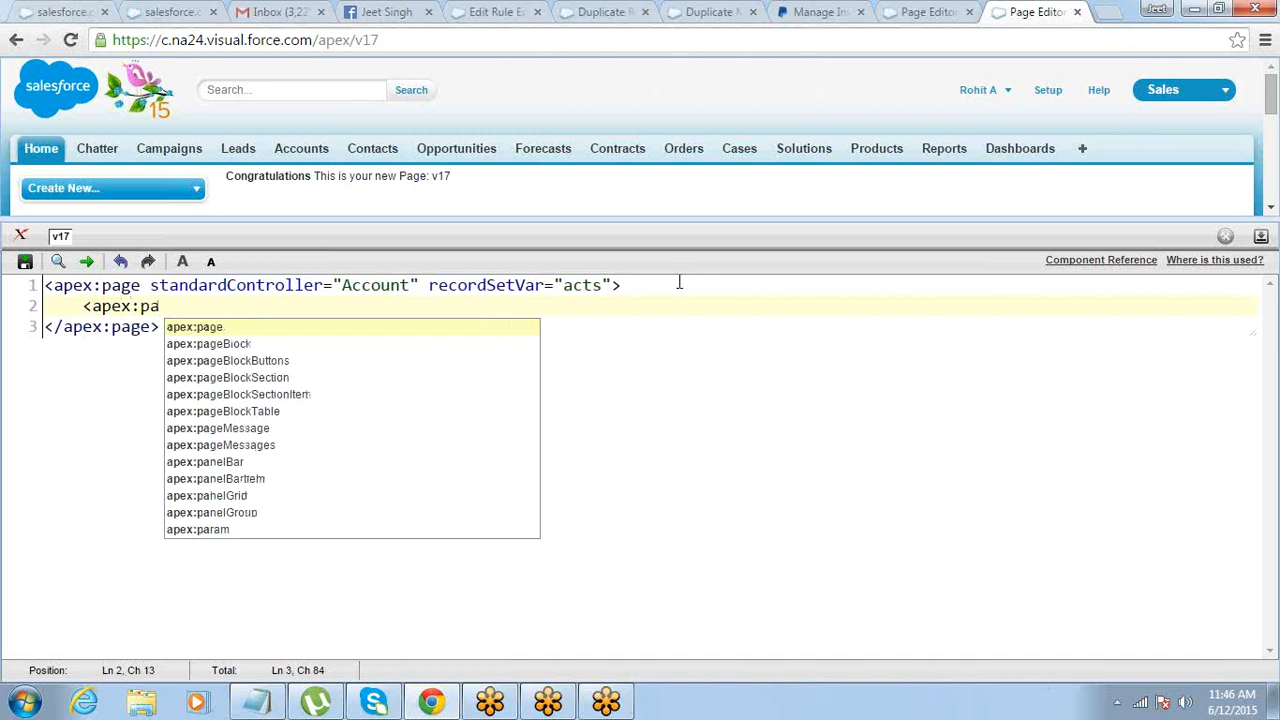 salesforce.c
salesforce.c
Inbox (3,22
Jeet Singh
Edit Rule E
Duplicate R
Duplicate M
Manage In
Page Editor
Page Editor
Jeet
https://c.na24.visual.force.com/apex/v17
salesforce
15
Search...
Search
Rohit A
Setup
Help
Sales
Home
Chatter
Campaigns
Leads
Accounts
Contacts
Opportunities
Forecasts
Contracts
Orders
Cases
Solutions
Products
Reports
Dashboards
Create New...
Congratulations This is your new Page: v17
v17
A
A
Component Reference
Where is this used?
1 <apex:page standardController="Account" recordSetVar="acts">
2 <apex:pa
3 </apex:page>
apex:page
apex:pageBlock
apex:pageBlockButtons
apex:pageBlockSection
apex:pageBlockSectionItem
apex:pageBlockTable
apex:pageMessage
apex:pageMessages
apex:panelBar
apex:panelBarItem
apex:panelGrid
apex:panelGroup
apex:param
Position:
Ln 2, Ch 13
Total:
Ln 3, Ch 84
11:46 AM
6/12/2015